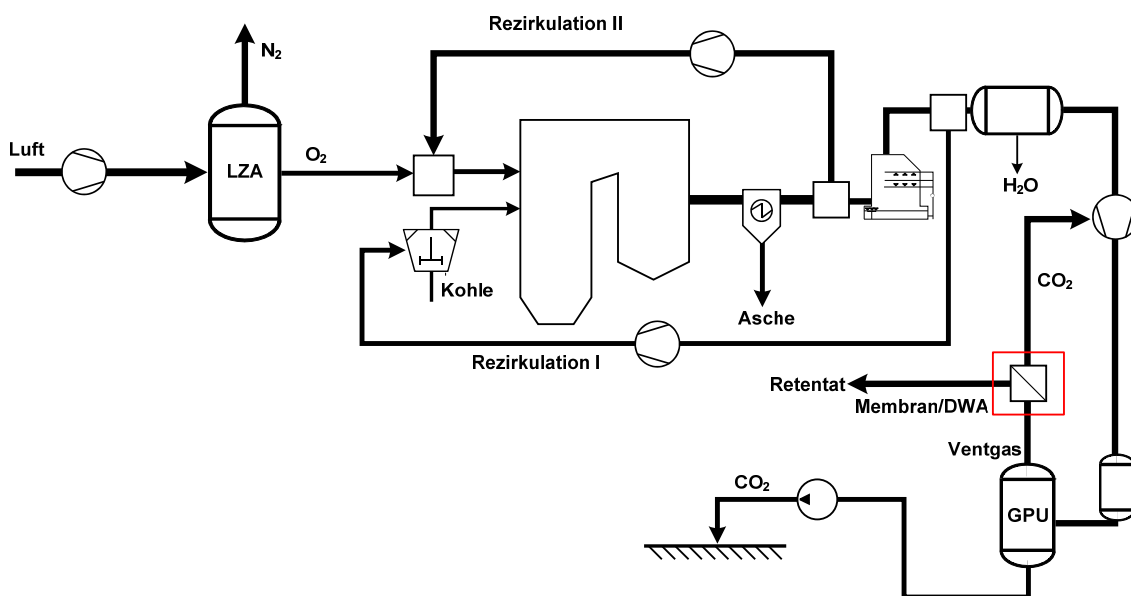 Rezirkulation II
N₂
Luft
LZA
O₂
H₂O
Kohle
CO₂
Asche
Rezirkulation I
Retentat
Membran/DWA
Ventgas
CO₂
GPU